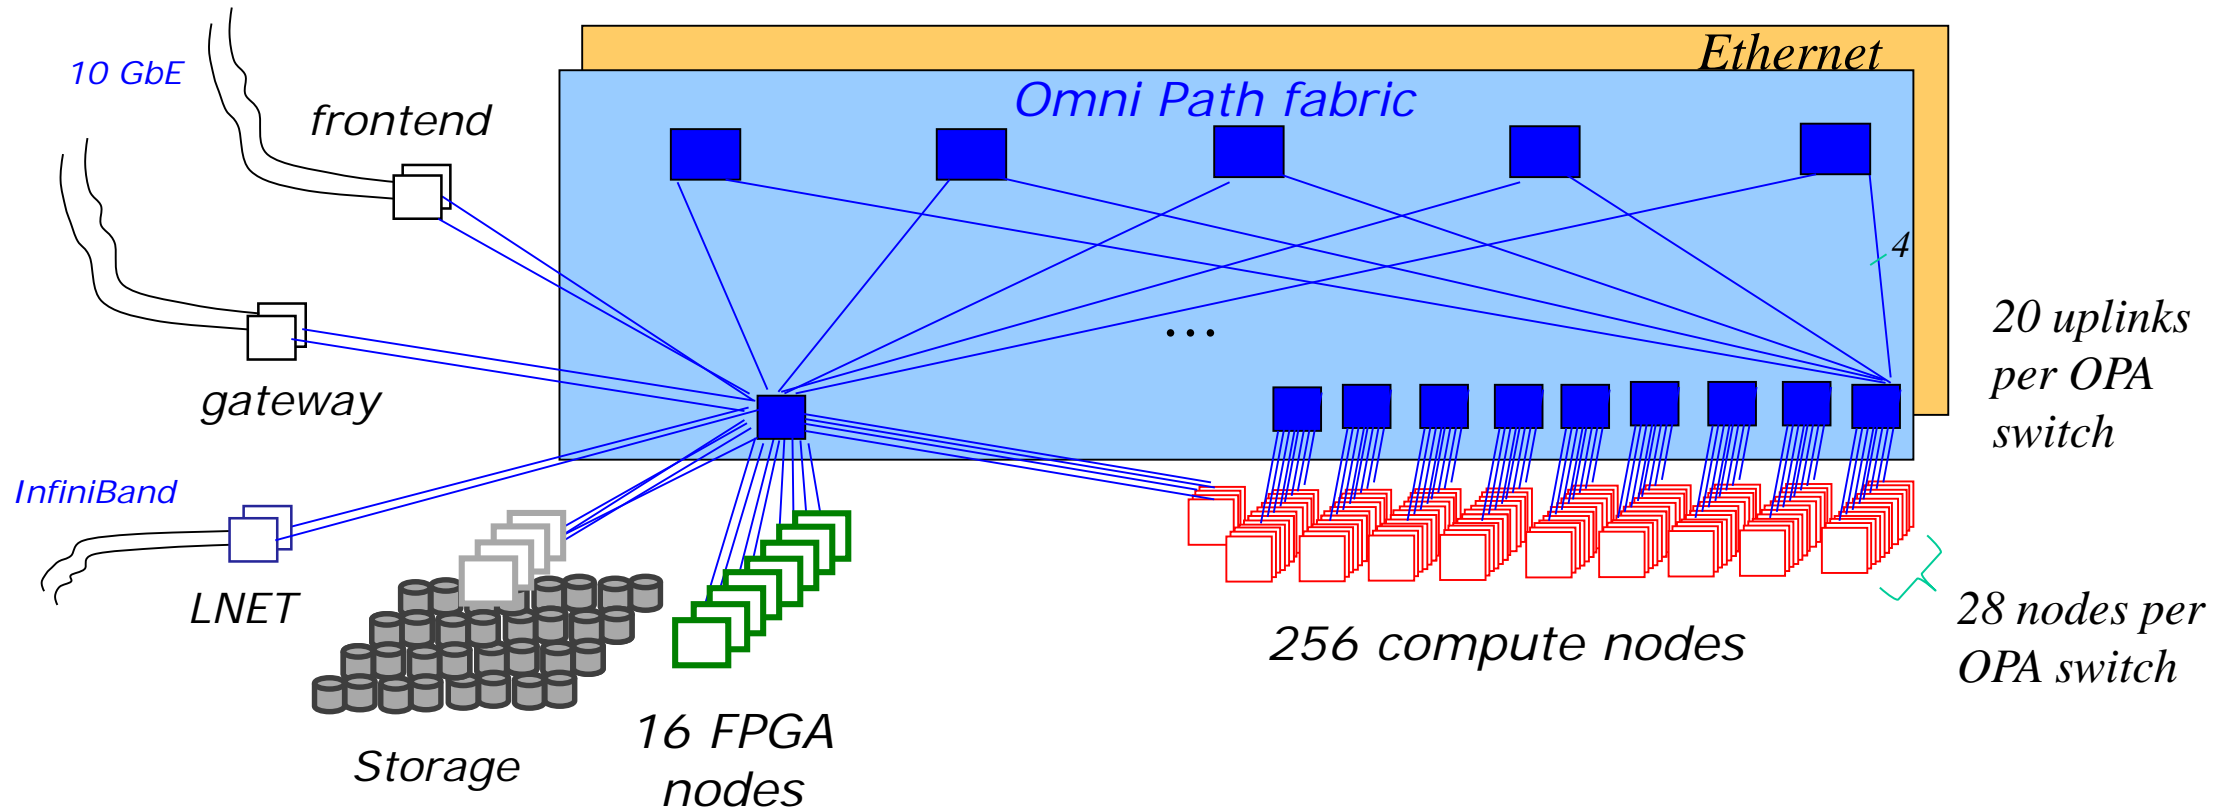 Ethernet
10 GbE
Omni Path fabric
frontend
4
...
20 uplinks
per OPA
switch
gateway
InfiniBand
LNET
28 nodes per
OPA switch
256 compute nodes
16 FPGA
nodes
Storage